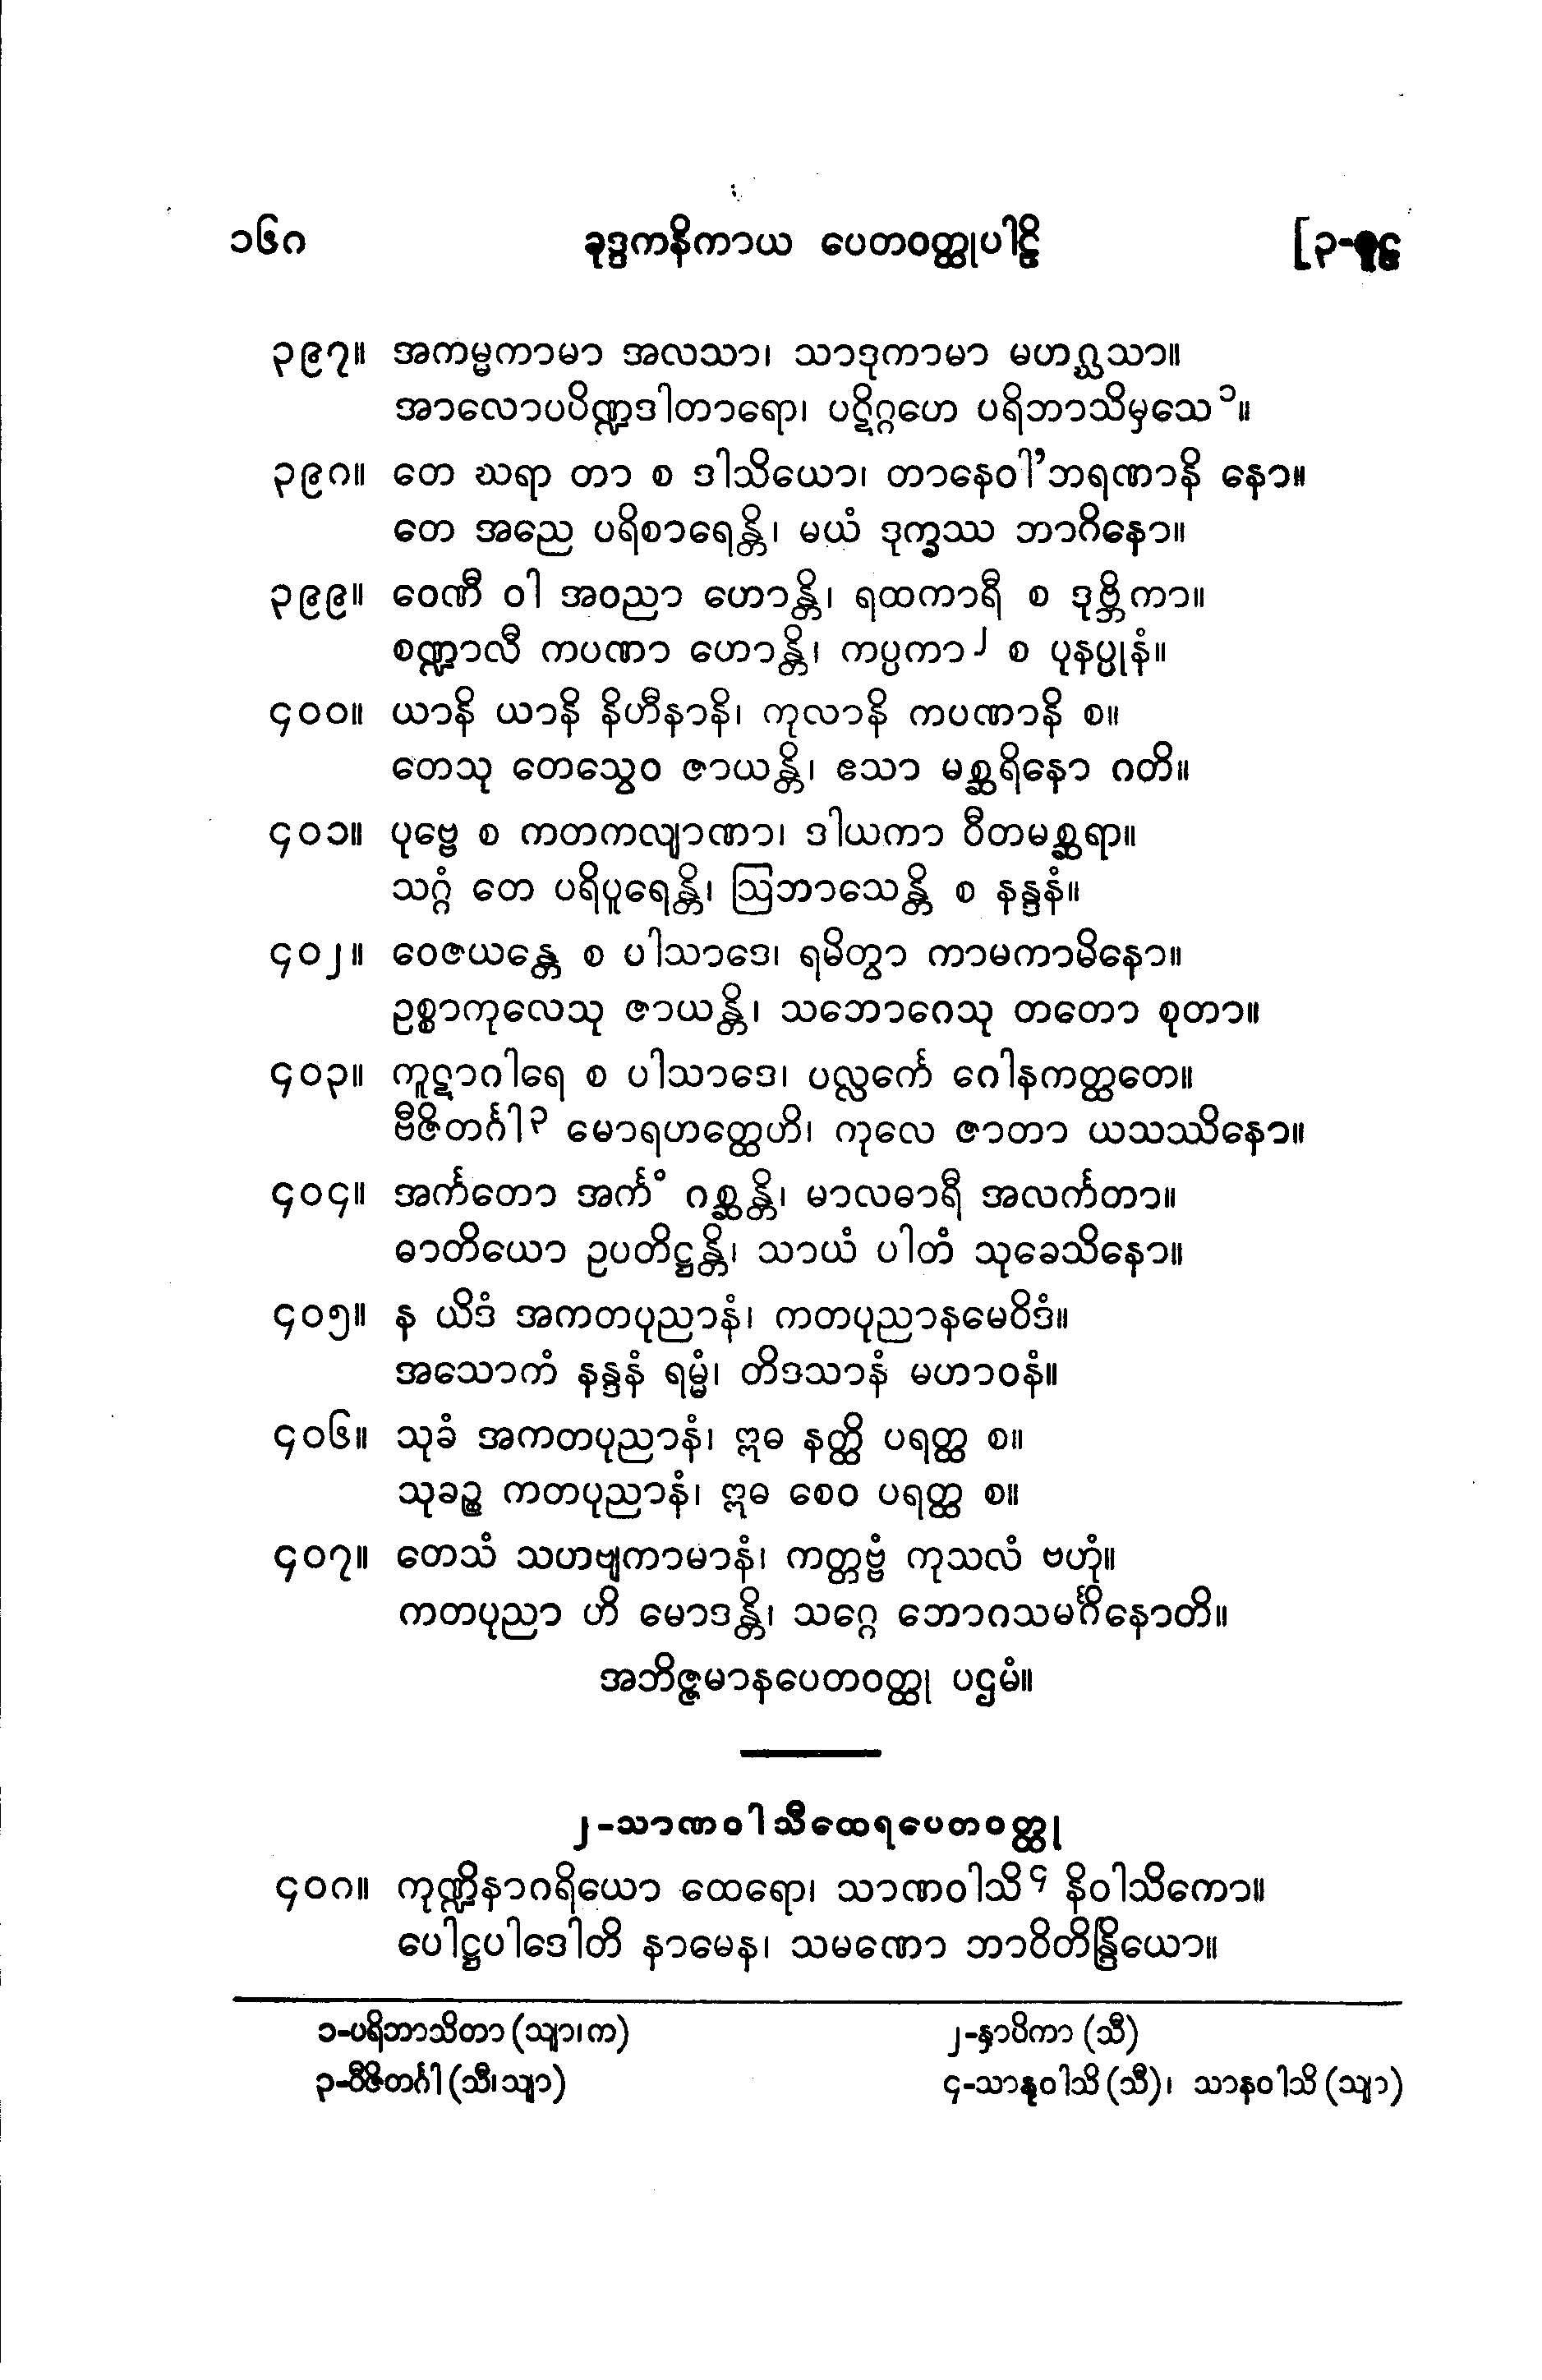 ၁၆၈ ခုဒ္ဒကနိကာယ ပေတဝတ္ထုပါဠိ [၃-
၃၉၇။ အကမ္မကာမာ အလသာ၊ သာဒုကာမာ မဟဂ္ဃသာ။
အာလောပပိဏ္ဍဒါတာရော၊ ပဋိဂ္ဂဟေ ပရိဘာသိမှသေ ၁။
၃၉၈။ တေ ဃရာ တာ စ ဒါသိယော၊ တာနေဝါ’ဘရဏာနိ နော။
တေ အညေ ပရိစာရေန္တိ၊ မယံ ဒုက္ခဿ ဘာဂိနော။
၃၉၉။ ဝေဏီ ဝါ အဝညာ ဟောန္တိ၊ ရထကာရီ စ ဒုဗ္ဘိကာ။
စဏ္ဍာလီ ကပဏာ ဟောန္တိ၊ ကပ္ပကာ ၂ စ ပုနပ္ပုနံ။
၄၀၀။ ယာနိ ယာနိ နိဟီနာနိ၊ ကုလာနိ ကပဏာနိ စ။
တေသု တေသွေဝ ဇာယန္တိ၊ ဧသာ မစ္ဆရိနော ဂတိ။
၄၀၁။ ပုဗ္ဗေ စ ကတကလျာဏာ၊ ဒါယကာ ဝီတမစ္ဆရာ။
သဂ္ဂံ တေ ပရိပူရေန္တိ၊ ဩဘာသေန္တိ စ နန္ဒနံ။
၄၀၂။ ဝေဇယန္တေ စ ပါသာဒေ၊ ရမိတွာ ကာမကာမိနော။
ဥစ္စာကုလေသု ဇာယန္တိ၊ သဘောဂေသု တတော စုတာ။
၄၀၃။ ကူဋာဂါရေ စ ပါသာဒေ၊ ပလ္လင်္ကေ ဂေါနကတ္ထတေ။
ဗီဇိတင်္ဂါ ၃ မောရဟတ္ထေဟိ၊ ကုလေ ဇာတာ ယသဿိနော။
၄၀၄။ အင်္ကတော အင်္ကံ ဂစ္ဆန္တိ၊ မာလဓာရီ အလင်္ကတာ။
ဓာတိယော ဥပတိဋ္ဌန္တိ၊ သာယံ ပါတံ သုခေသိနော။
၄၀၅။ န ယိဒံ အကတပုညာနံ၊ ကတပုညာနမေဝိဒံ။
အသောကံ နန္ဒနံ ရမ္မံ၊ တိဒသာနံ မဟာဝနံ။
၄၀၆။ သုခံ အကတပုညာနံ၊ ဣဓ နတ္ထိ ပရတ္ထ စ။
သုခဉ္စ ကတပုညာနံ၊ ဣဓ စေဝ ပရတ္ထ စ။
၄၀၇။ တေသံ သဟဗျကာမာနံ၊ ကတ္တဗ္ဗံ ကုသလံ ဗဟုံ။
ကတပုညာ ဟိ မောဒန္တိ၊ သဂ္ဂေ ဘောဂသမင်္ဂိနောတိ။
အဘိဇ္ဇမာနပေတဝတ္ထု ပဌမံ။
၂-သာဏဝါသီထေရပေတဝတ္ထု
၄၀၈။ ကုဏ္ဍိနာဂရိယော ထေရော၊ သာဏဝါသိ ၄ နိဝါသိကော။
ပေါဋ္ဌပါဒေါတိ နာမေန၊ သမဏော ဘာဝိတိန္ဒြိယော။
၁-ပရိဘာသိတာ (သျာ၊က) ၂-နှာပိကာ (သီ)
၃-ဝီဇိတင်္ဂါ (သီ၊သျာ) ၄-သာနုဝါသိ (သီ)၊ သာနဝါသိ (သျာ)